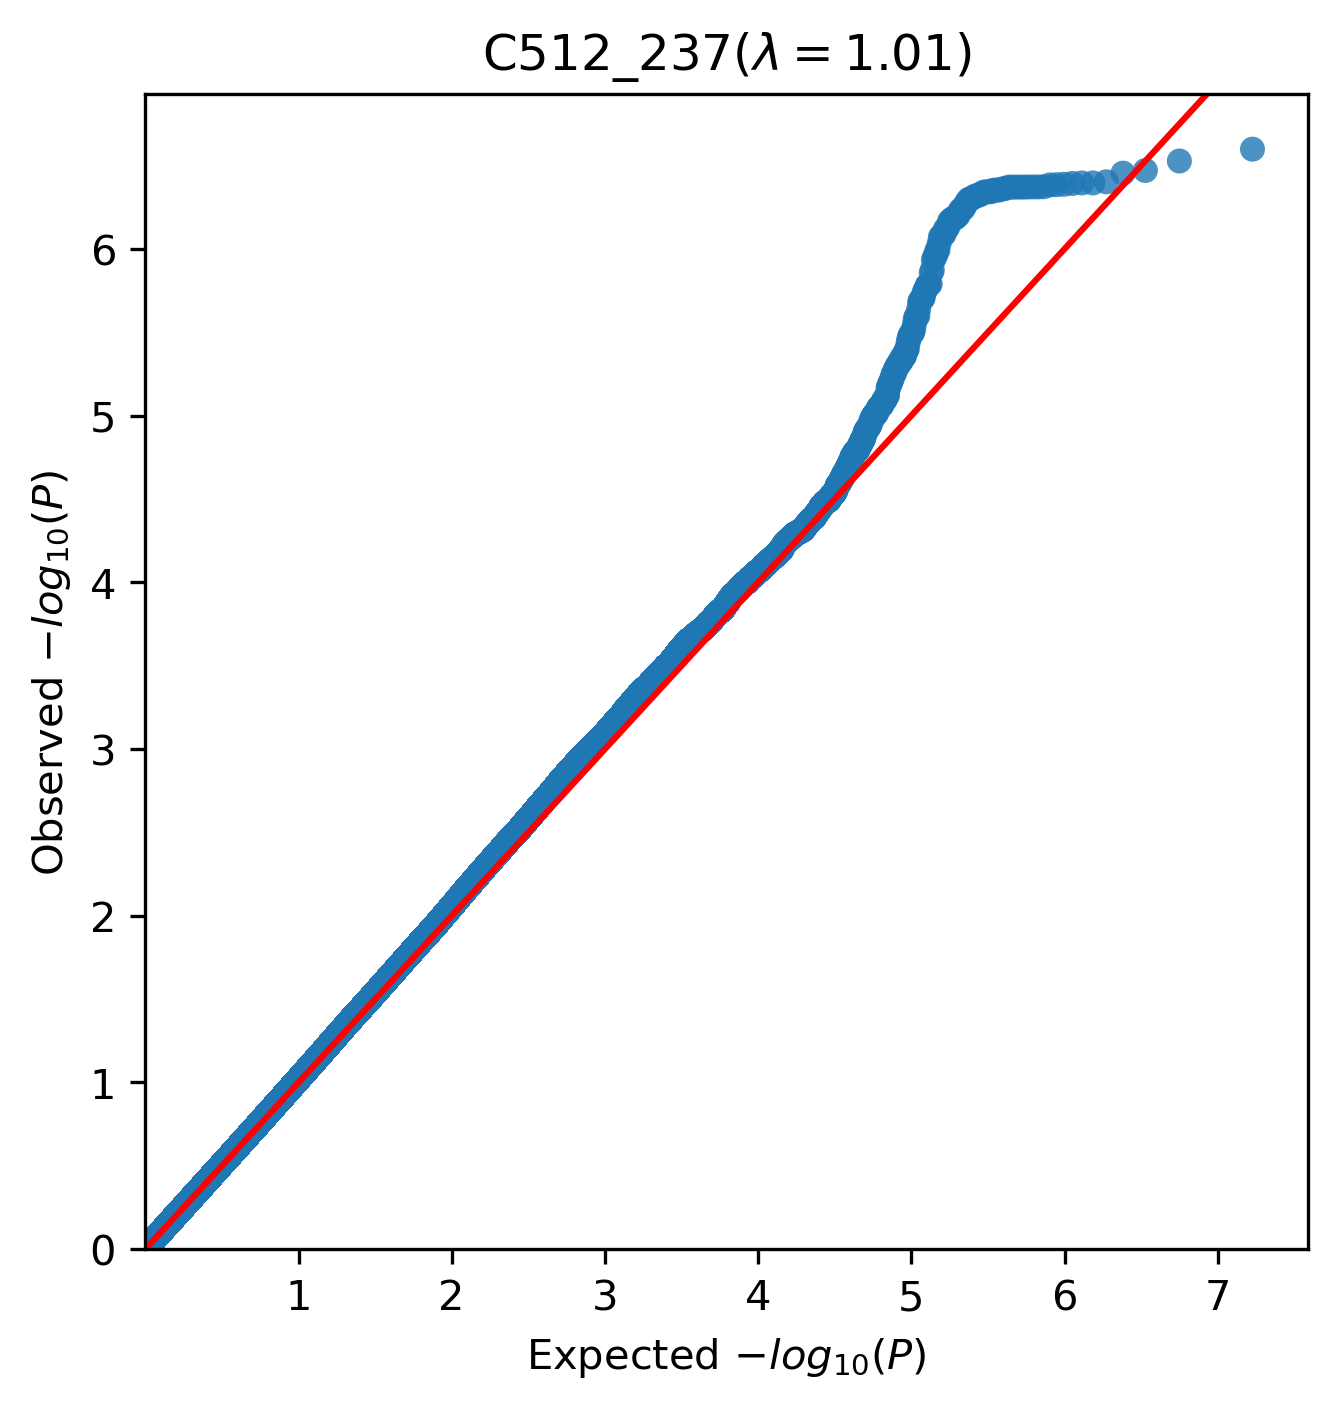 C512_237(λ = 1.01)
Observed −log₁₀(P)
6
5
4
3
2
1
0
1 2 3 4 5 6 7
Expected −log₁₀(P)